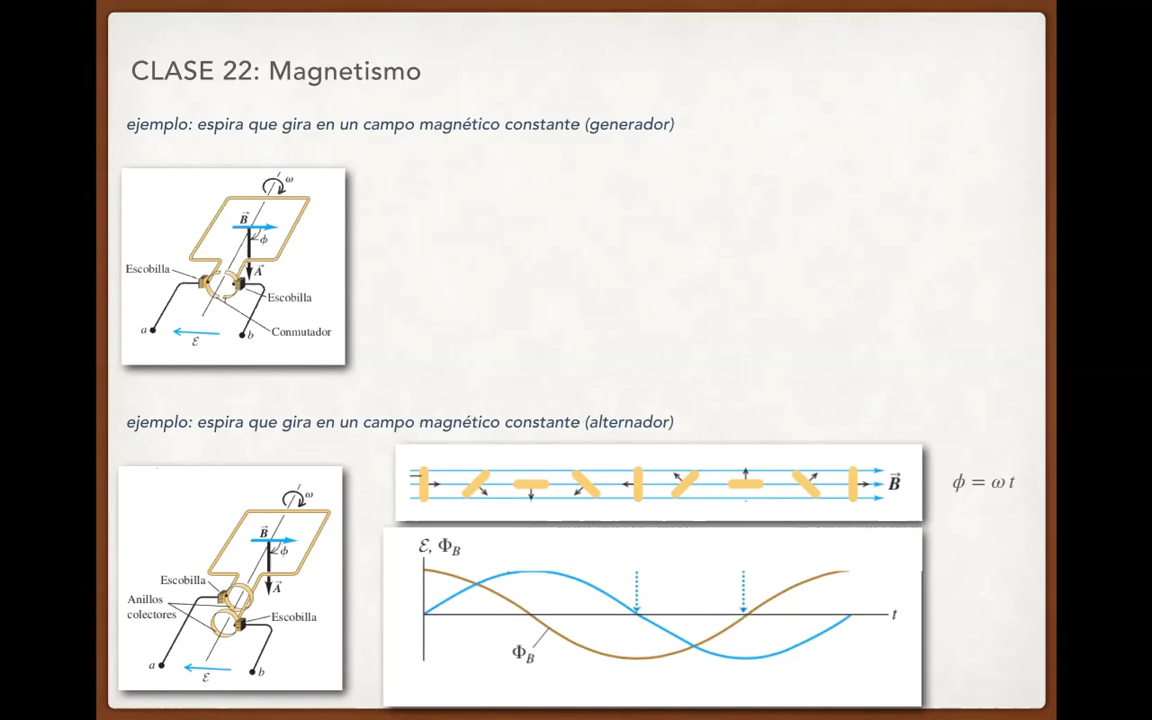 CLASE 22: Magnetismo
ejemplo: espira que gira en un campo magnético constante (generador)
ω
B⃗
ϕ
A⃗
Escobilla
Escobilla
Conmutador
a
b
ℰ
ejemplo: espira que gira en un campo magnético constante (alternador)
ω
B⃗
ϕ
A⃗
Escobilla
Anillos
colectores
Escobilla
a
b
ℰ
B⃗
ϕ = ω t
ℰ, Φ_B
t
Φ_B